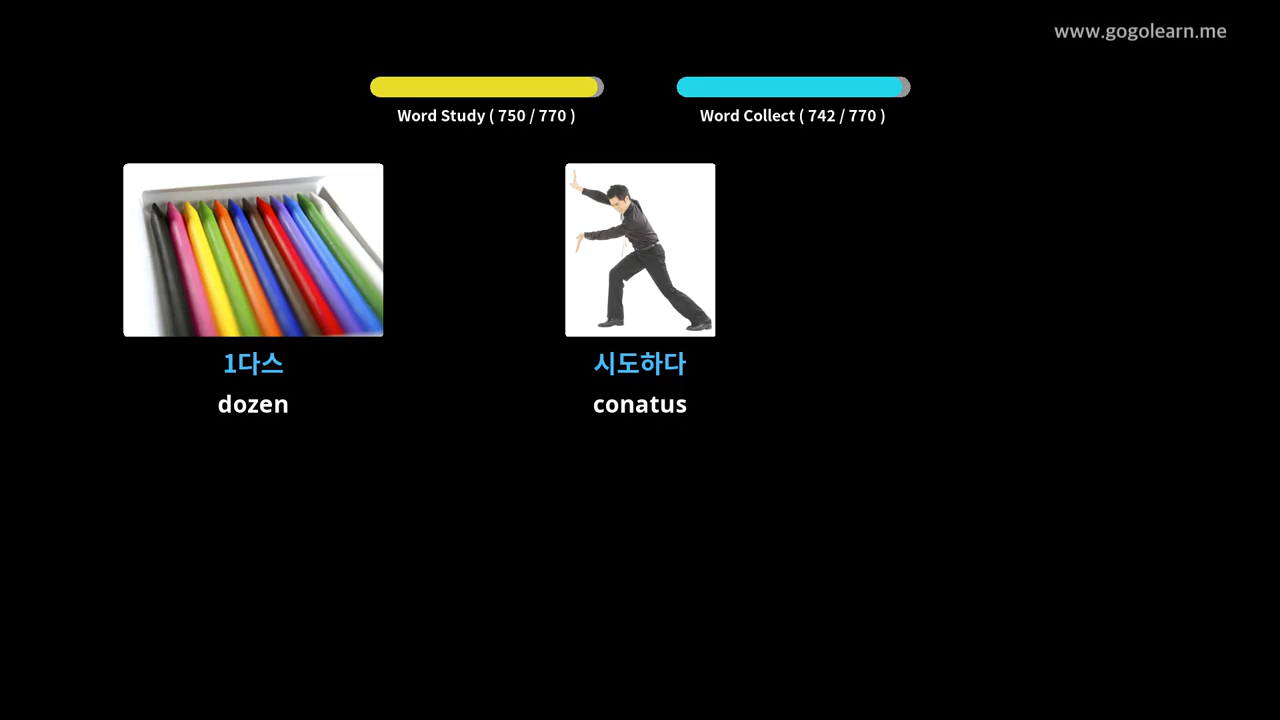 www.gogolearn.me
Word Study ( 750 / 770 )
Word Collect ( 742 / 770 )
1다스
시도하다
dozen
conatus